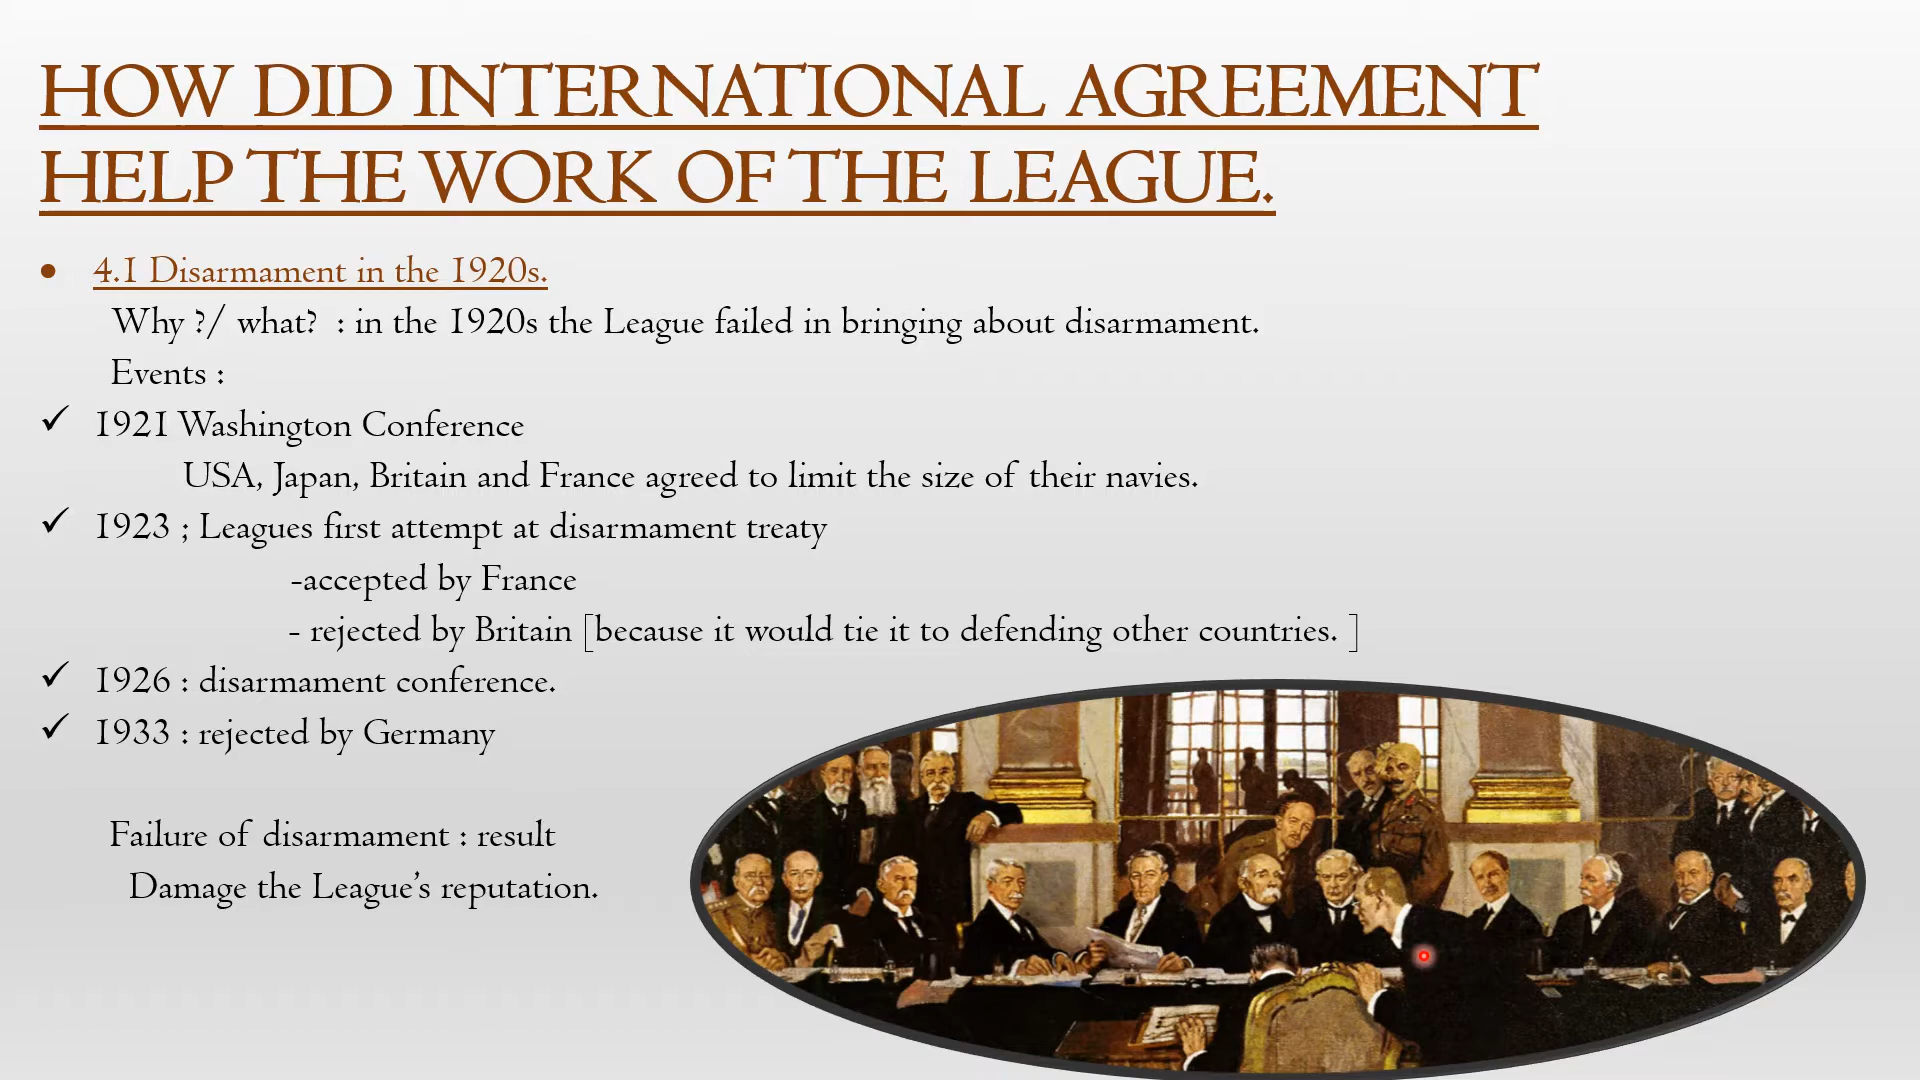 HOW DID INTERNATIONAL AGREEMENT
HELP THE WORK OF THE LEAGUE.
• 4.1 Disarmament in the 1920s.
Why ?/ what? : in the 1920s the League failed in bringing about disarmament.
Events :
✓ 1921 Washington Conference
USA, Japan, Britain and France agreed to limit the size of their navies.
✓ 1923 ; Leagues first attempt at disarmament treaty
-accepted by France
- rejected by Britain [because it would tie it to defending other countries. ]
✓ 1926 : disarmament conference.
✓ 1933 : rejected by Germany
Failure of disarmament : result
Damage the League’s reputation.